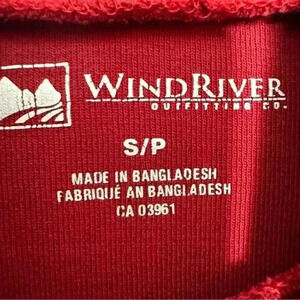 WINDRIVER
OUTFITTING CO.
S/P
MADE IN BANGLADESH
FABRIQUÉ AN BANGLADESH
CA 03961